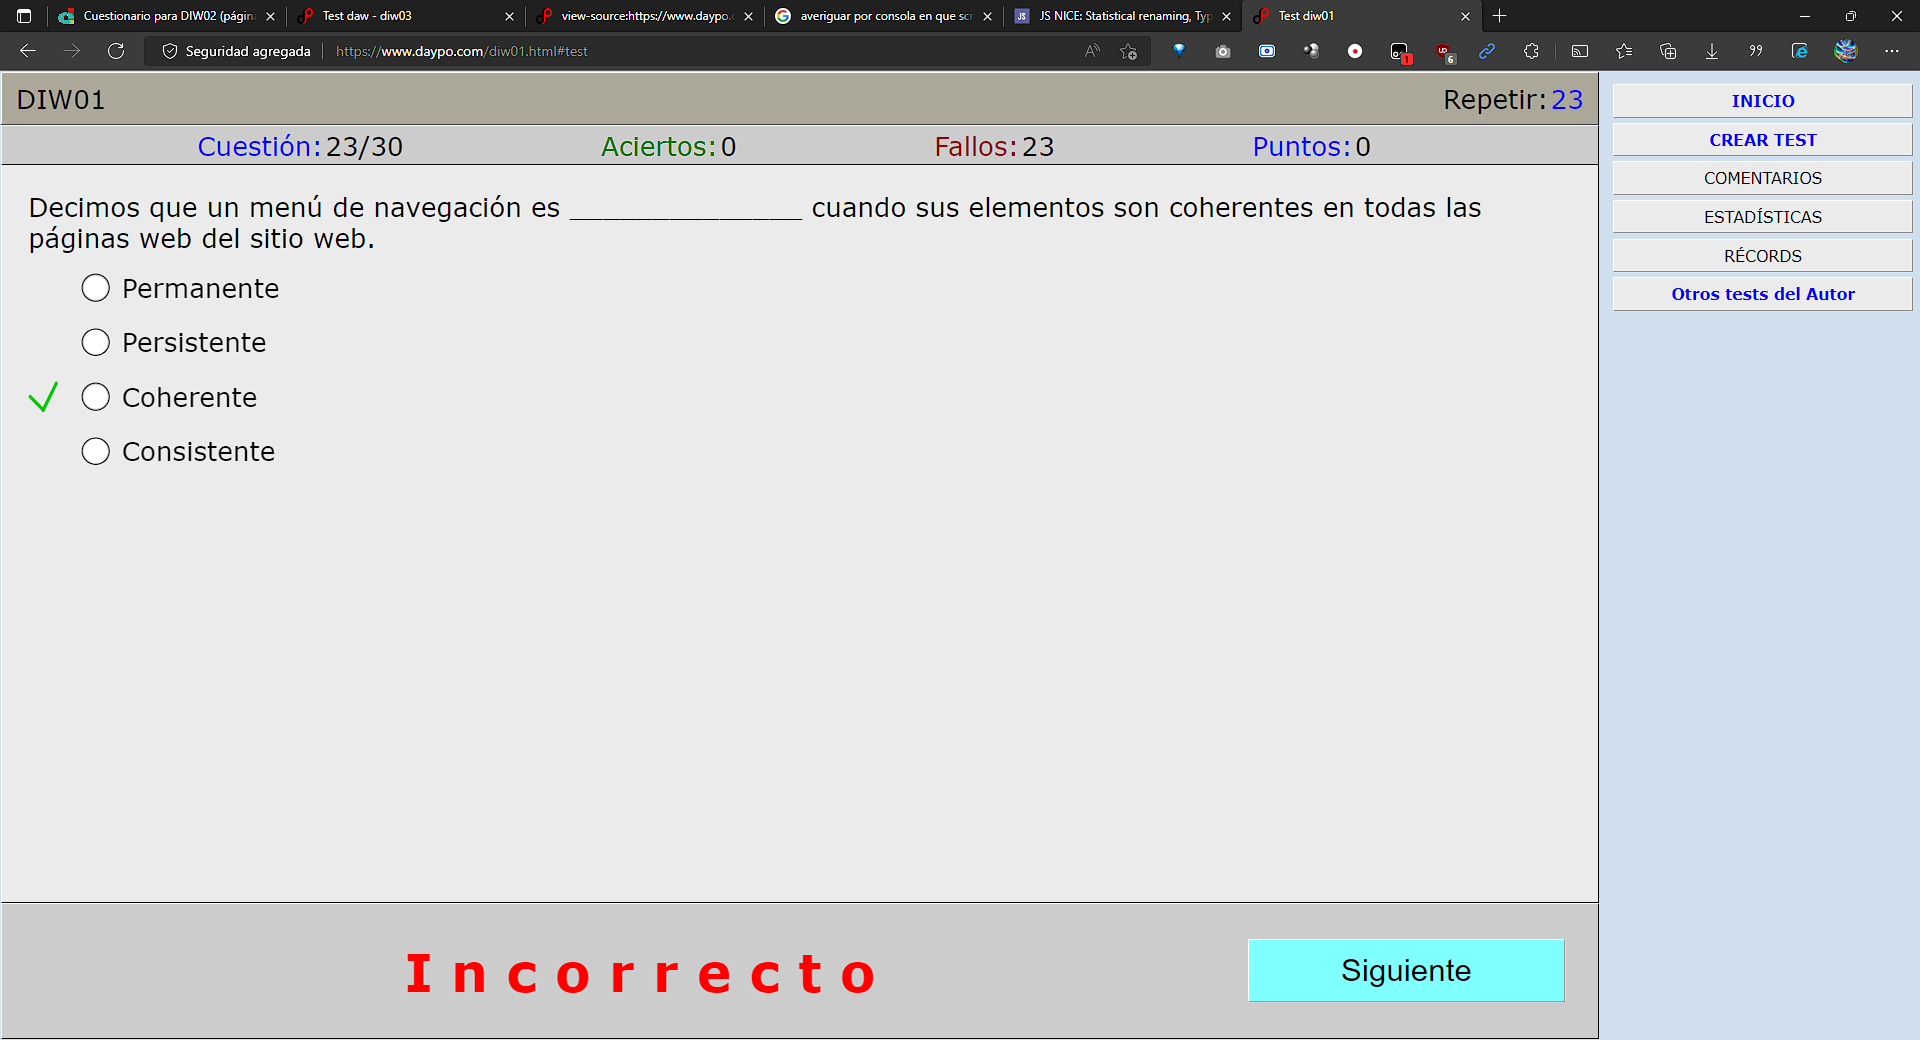 Cuestionario para DIW02 (págin
Test daw - diw03
view-source:https://www.daypo.
averiguar por consola en que scr
JS NICE: Statistical renaming, Typ
Test diw01
Seguridad agregada
https://www.daypo.com/diw01.html#test
DIW01
Repetir: 23
Cuestión: 23/30
Aciertos: 0
Fallos: 23
Puntos: 0
Decimos que un menú de navegación es ______________ cuando sus elementos son coherentes en todas las
páginas web del sitio web.
Permanente
Persistente
Coherente
Consistente
Incorrecto
Siguiente
INICIO
CREAR TEST
COMENTARIOS
ESTADÍSTICAS
RÉCORDS
Otros tests del Autor